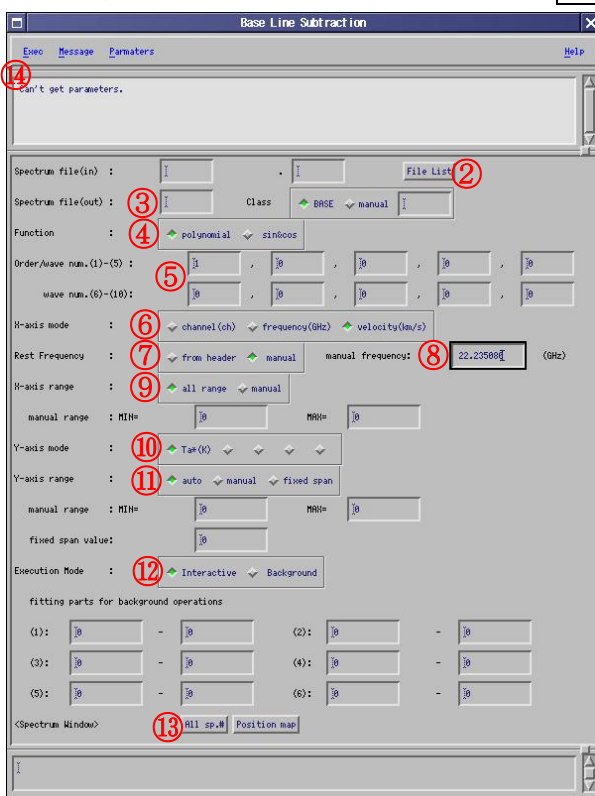 Base Line Subtraction
Exec Message Parmaters Help
⑭
Can't get parameters.
Spectrum file(in) : . File List ②
Spectrum file(out) : ③ Class BASE manual
Function : ④ polynomial sin&cos
Order/wave num.(1)-(5) : ⑤ 1 , 0 , 0 , 0 , 0
wave num.(6)-(10): 0 , 0 , 0 , 0 , 0
X-axis mode : ⑥ channel(ch) frequency(GHz) velocity(km/s)
Rest Frequency : ⑦ from header manual manual frequency: ⑧ 22.235080 (GHz)
X-axis range : ⑨ all range manual
manual range : MIN= 0 MAX= 0
Y-axis mode : ⑩ Ta*(K)
Y-axis range : ⑪ auto manual fixed span
manual range : MIN= 0 MAX= 0
fixed span value: 0
Execution Mode : ⑫ Interactive Background
fitting parts for background operations
(1): 0 - 0 (2): 0 - 0
(3): 0 - 0 (4): 0 - 0
(5): 0 - 0 (6): 0 - 0
<Spectrum Window> ⑬ All sp.# Position map